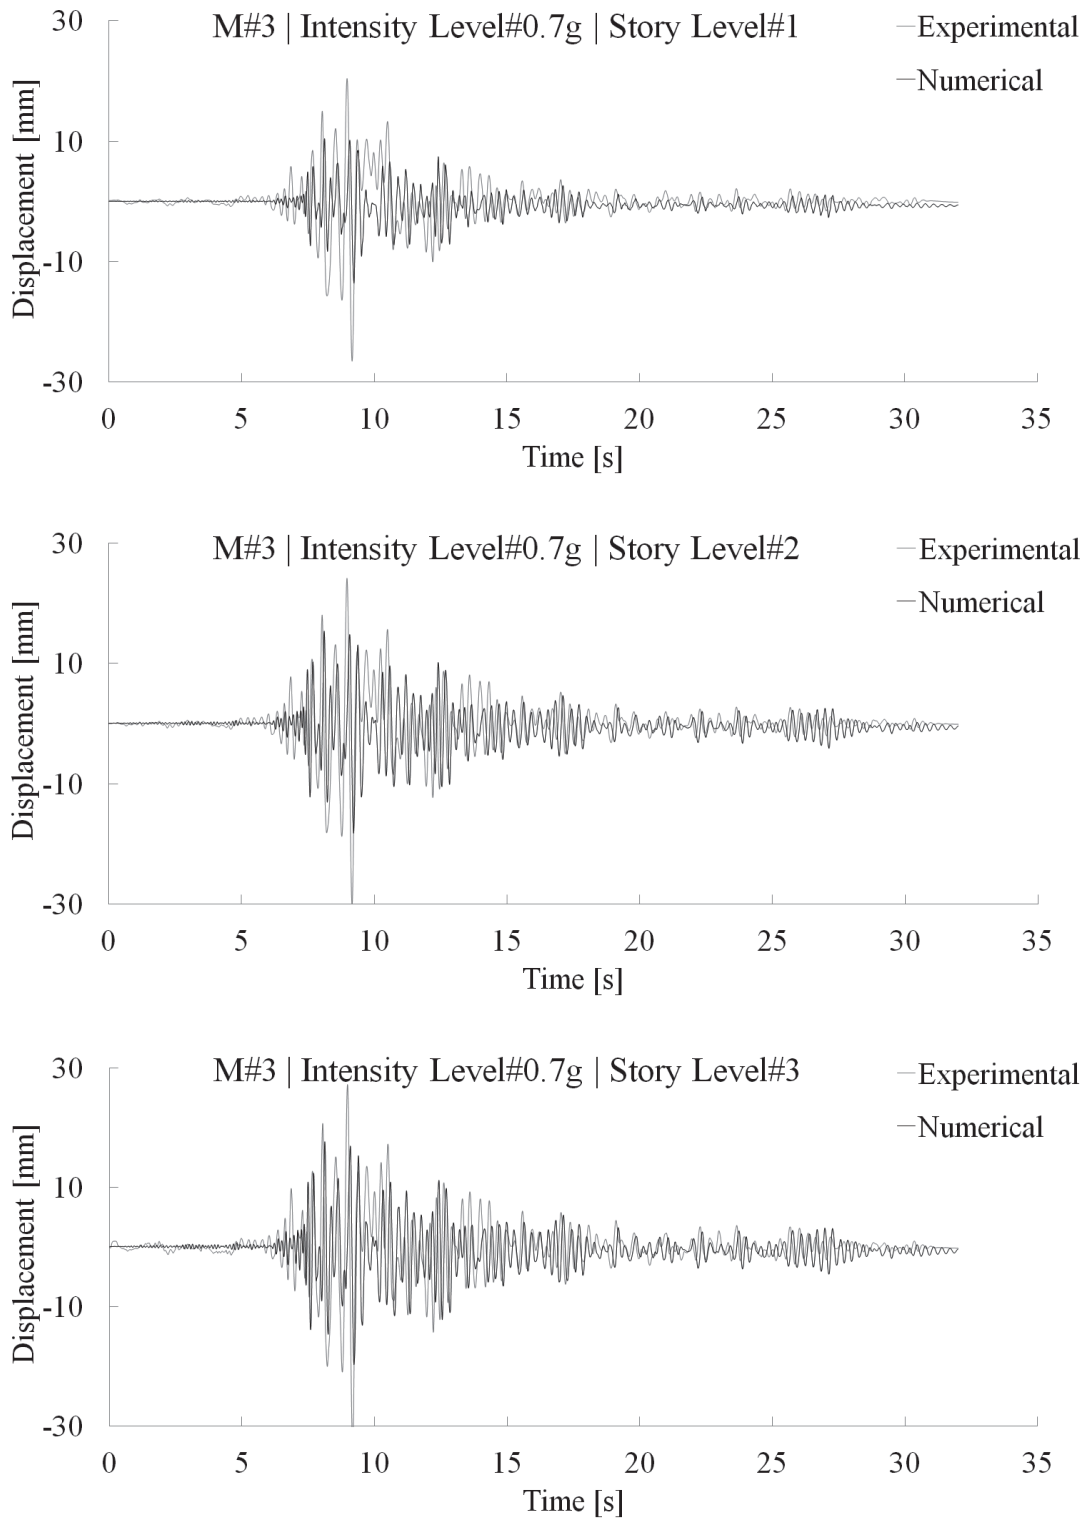 30
M#3 | Intensity Level#0.7g | Story Level#1
Experimental
Numerical
10
-10
-30
Displacement [mm]
0 5 10 15 20 25 30 35
Time [s]
30
M#3 | Intensity Level#0.7g | Story Level#2
Experimental
Numerical
10
-10
-30
Displacement [mm]
0 5 10 15 20 25 30 35
Time [s]
30
M#3 | Intensity Level#0.7g | Story Level#3
Experimental
Numerical
10
-10
-30
Displacement [mm]
0 5 10 15 20 25 30 35
Time [s]